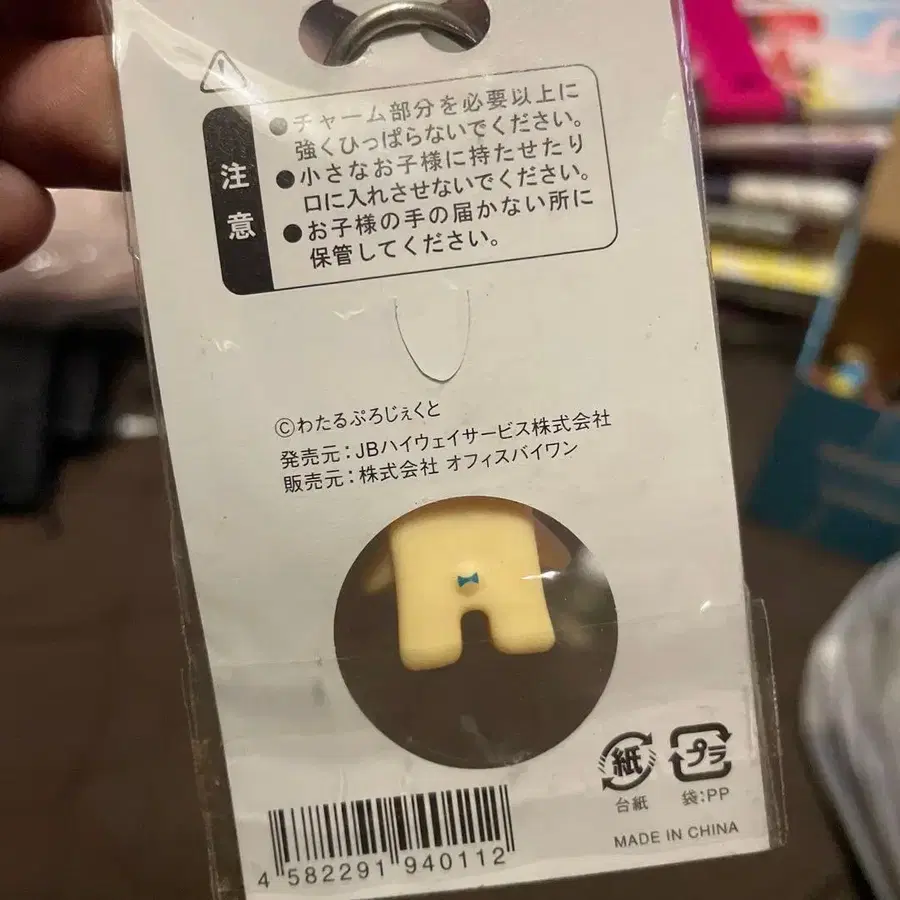 注意
●チャーム部分を必要以上に
強くひっぱらないでください。
●小さなお子様に持たせたり
口に入れさせないでください。
●お子様の手の届かない所に
保管してください。
©わたるぷろじぇくと
発売元：JBハイウェイサービス株式会社
販売元：株式会社 オフィスバイワン
紙
台紙
プラ
袋：PP
MADE IN CHINA
4 582291 940112